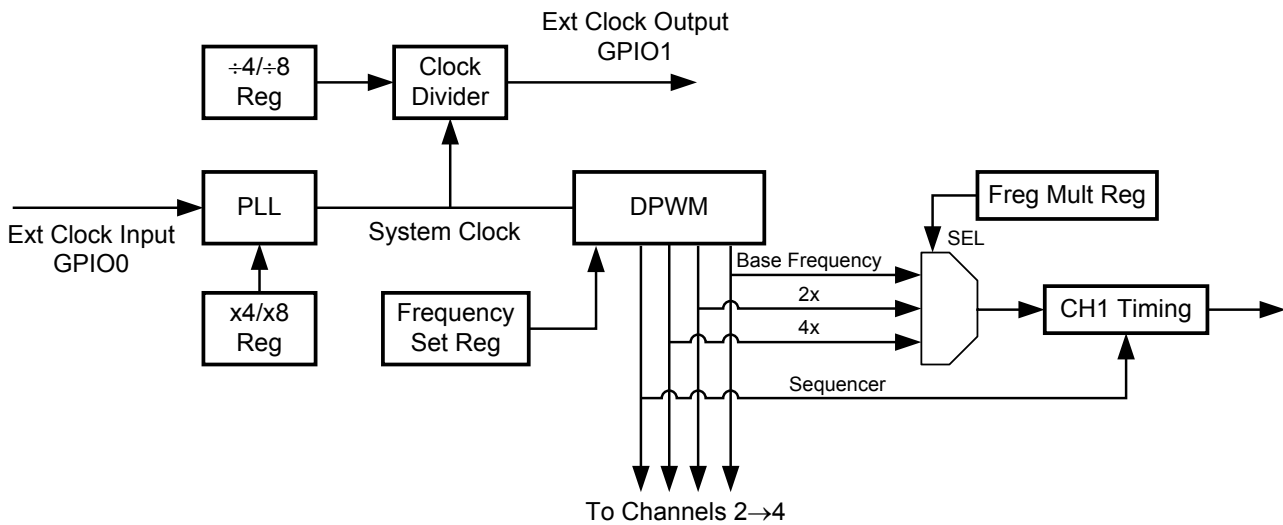 Ext Clock Output
GPIO1
÷4/÷8
Reg
Clock
Divider
PLL
DPWM
Freg Mult Reg
Ext Clock Input
GPIO0
System Clock
SEL
Base Frequency
x4/x8
Reg
Frequency
Set Reg
2x
4x
CH1 Timing
Sequencer
To Channels 2→4